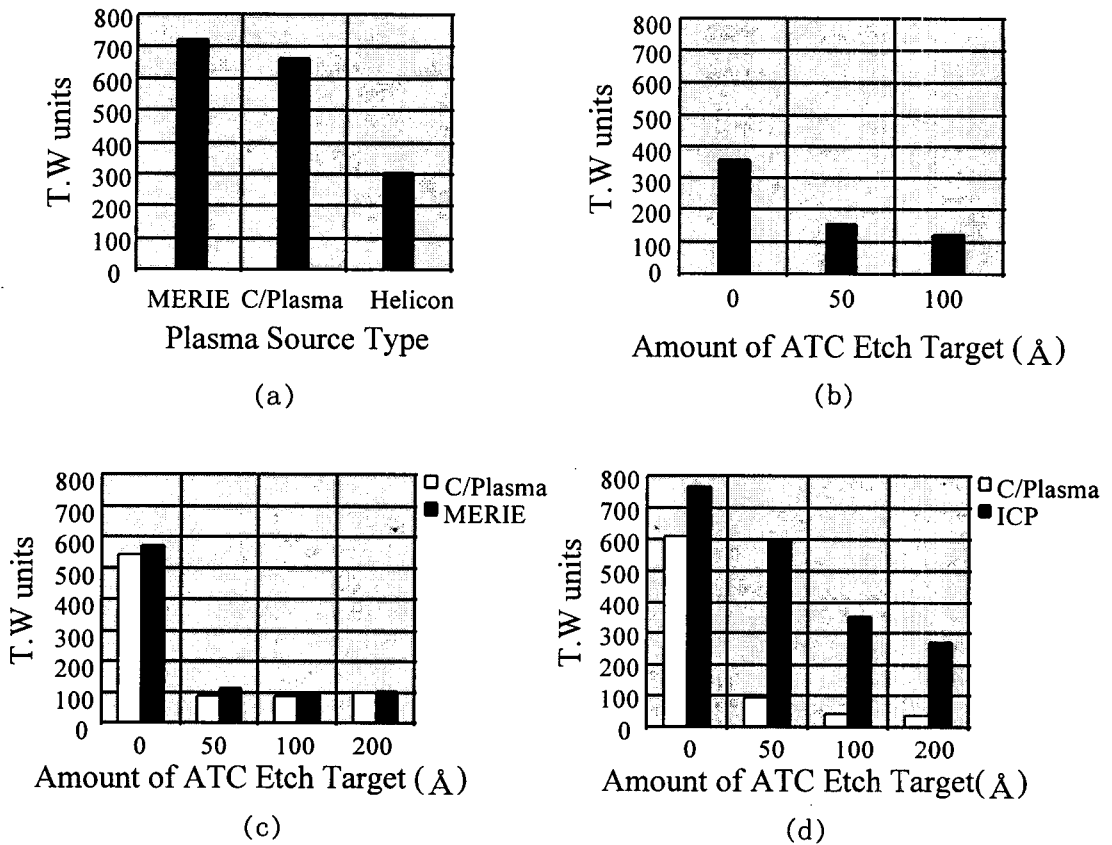 800
700
600
500
400
300
200
100
0
T.W units
MERIE C/Plasma Helicon
Plasma Source Type
(a)
800
700
600
500
400
300
200
100
0
T.W units
0 50 100
Amount of ATC Etch Target (Å)
(b)
800
700
600
500
400
300
200
100
0
T.W units
C/Plasma
MERIE
0 50 100 200
Amount of ATC Etch Target (Å)
(c)
800
700
600
500
400
300
200
100
0
T.W units
C/Plasma
ICP
0 50 100 200
Amount of ATC Etch Target(Å)
(d)